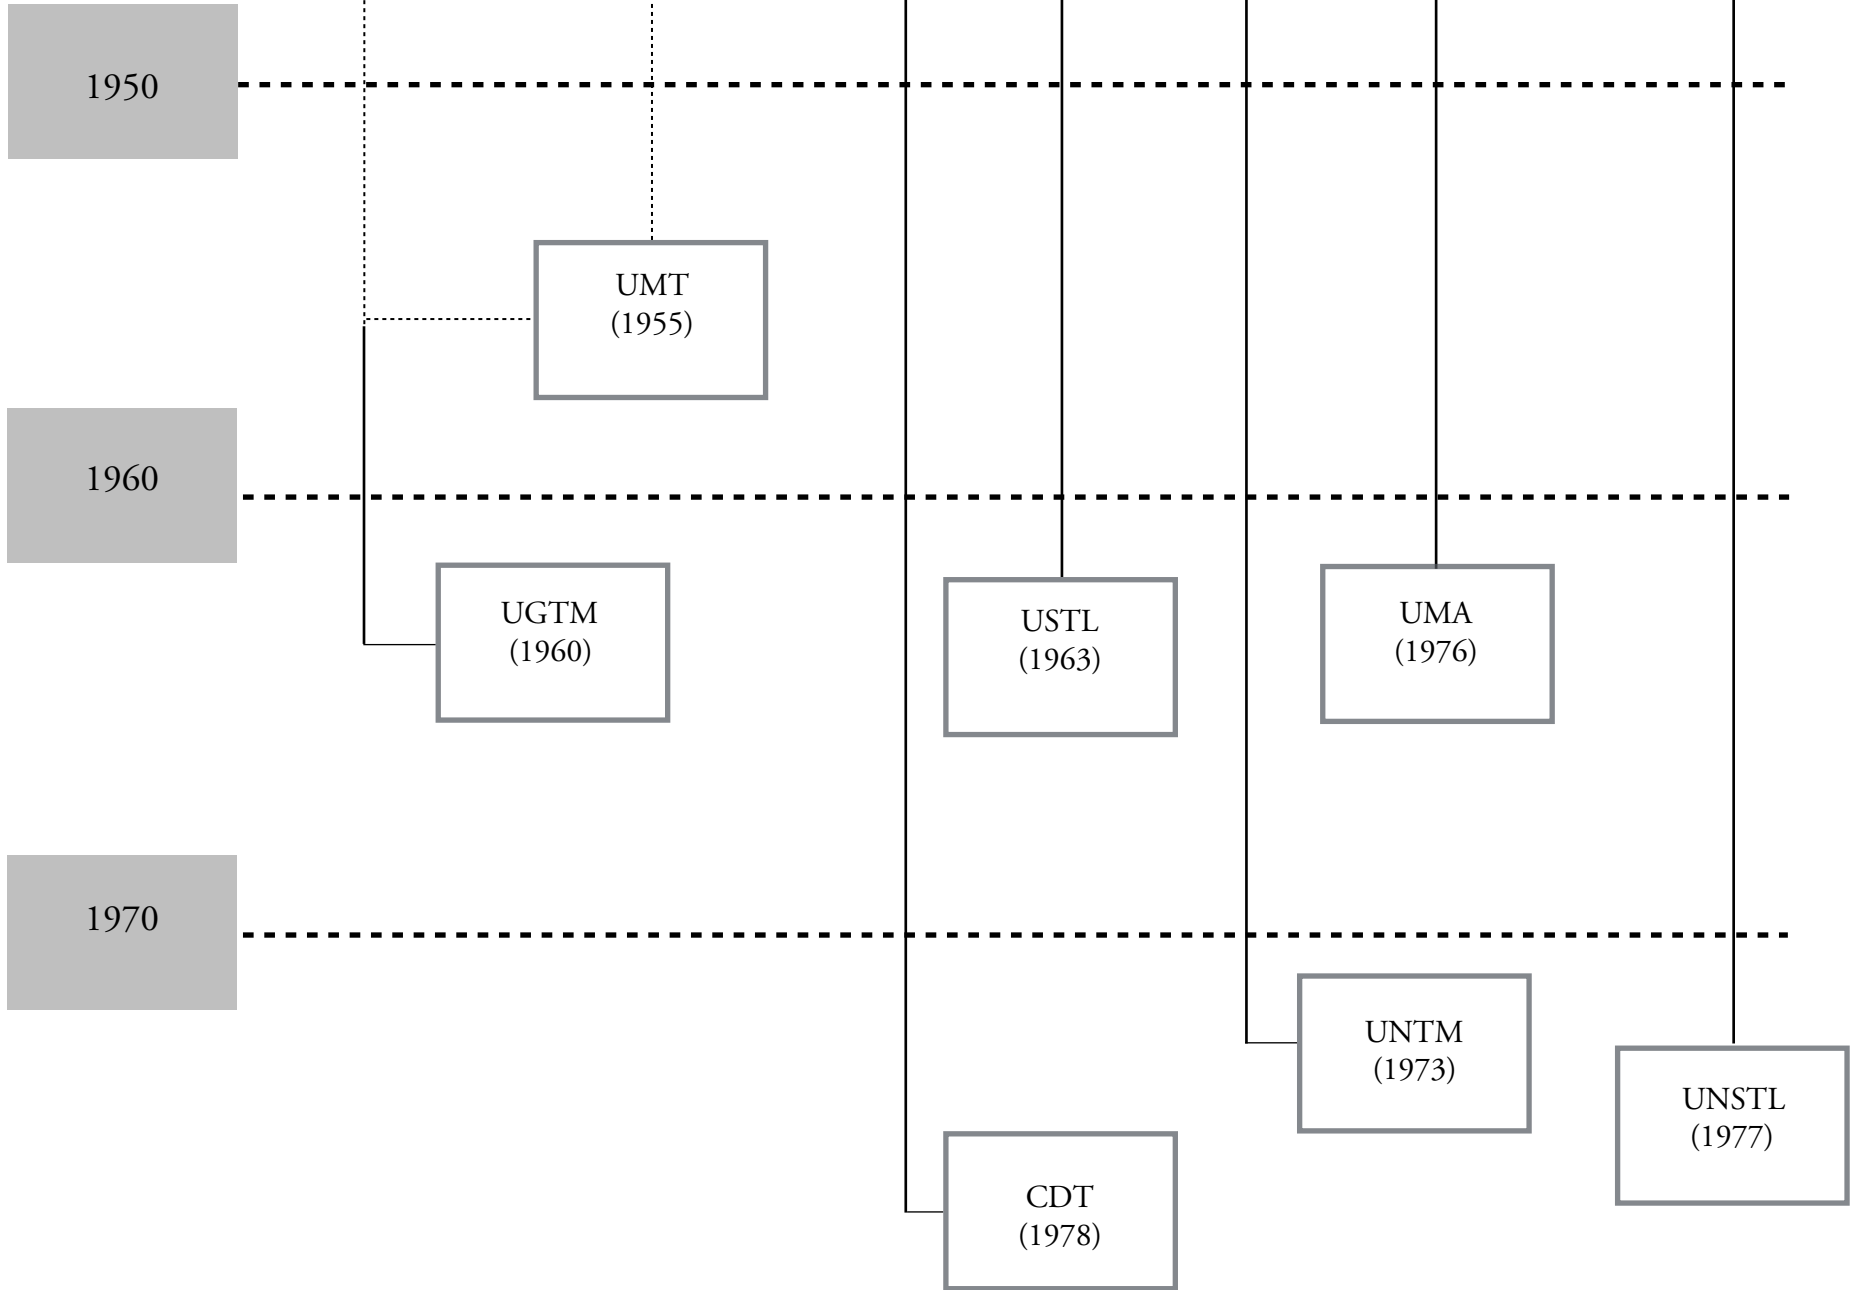 1950
UMT
(1955)
1960
UGTM
(1960)
USTL
(1963)
UMA
(1976)
1970
UNTM
(1973)
UNSTL
(1977)
CDT
(1978)